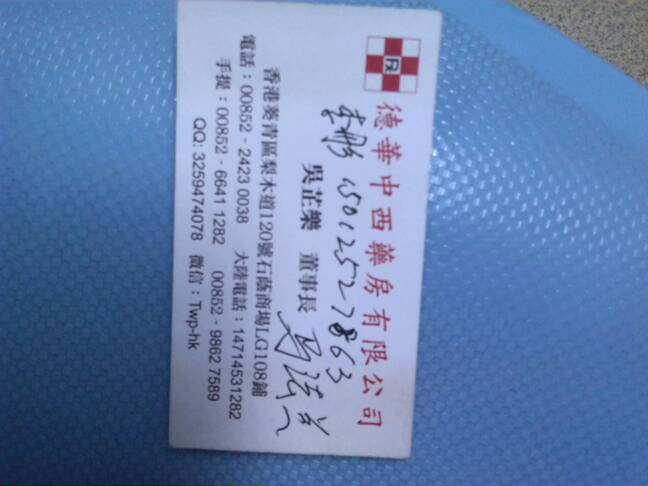 德華中西藥房有限公司
李彤 15012527863
吳芷樂 董事長
香港葵青區梨木道120號石蔭商場LG108鋪
電話：00852 - 2423 0038 大陸電話：14714531282
手提：00852 - 6641 1282 00852 - 9862 7589
QQ: 3259474078 微信：Twp-hk